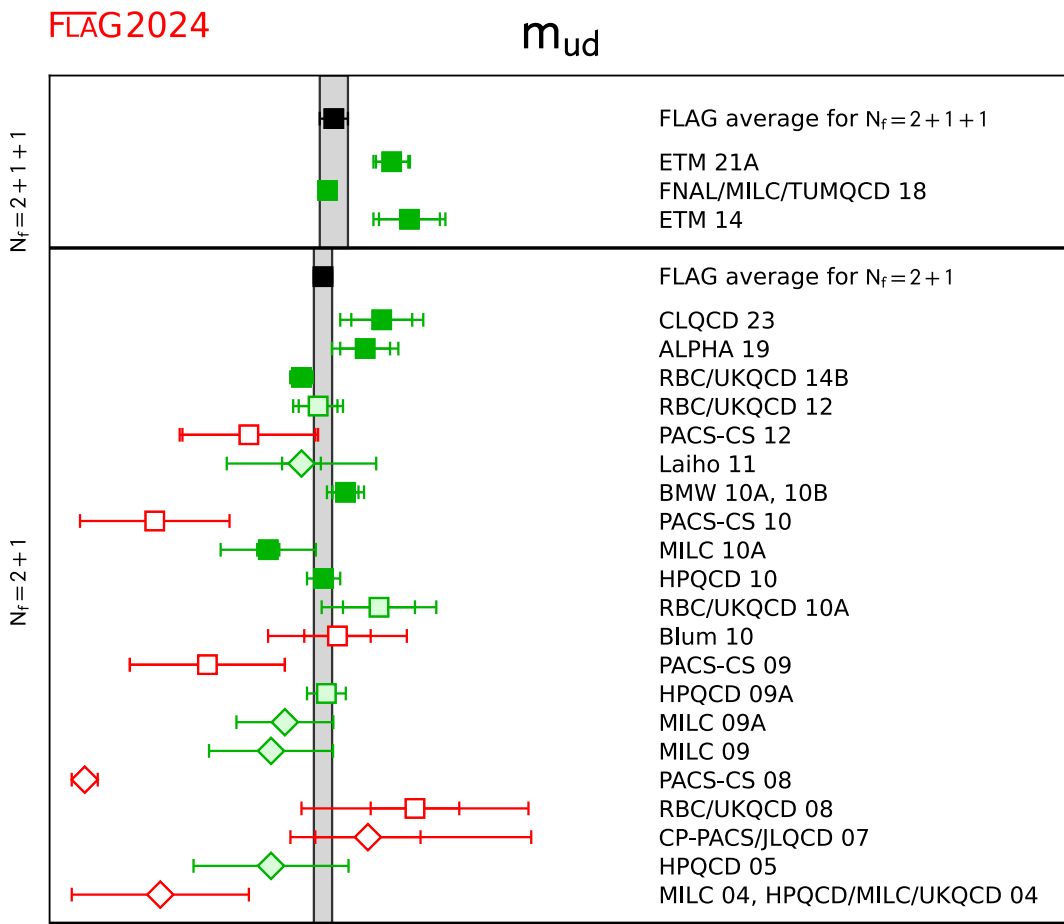 FLAG2024
m_ud
N_f=2+1+1
FLAG average for N_f=2+1+1
ETM 21A
FNAL/MILC/TUMQCD 18
ETM 14
N_f=2+1
FLAG average for N_f=2+1
CLQCD 23
ALPHA 19
RBC/UKQCD 14B
RBC/UKQCD 12
PACS-CS 12
Laiho 11
BMW 10A, 10B
PACS-CS 10
MILC 10A
HPQCD 10
RBC/UKQCD 10A
Blum 10
PACS-CS 09
HPQCD 09A
MILC 09A
MILC 09
PACS-CS 08
RBC/UKQCD 08
CP-PACS/JLQCD 07
HPQCD 05
MILC 04, HPQCD/MILC/UKQCD 04